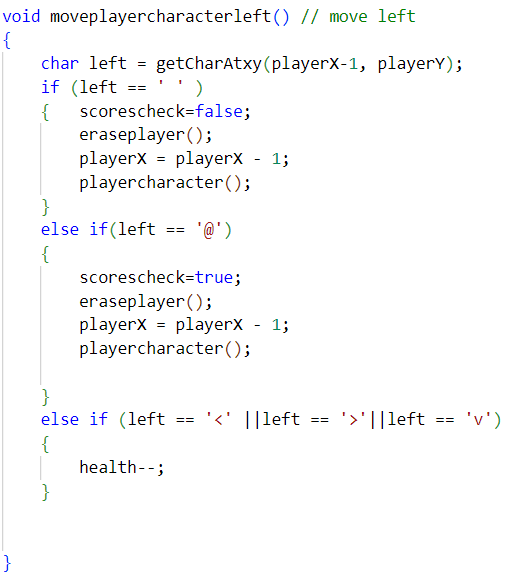 void moveplayercharacterleft() // move left
{
    char left = getCharAtxy(playerX-1, playerY);
    if (left == ' ' )
    {   scorescheck=false;
        eraseplayer();
        playerX = playerX - 1;
        playercharacter();
    }
    else if(left == '@')
    {
        scorescheck=true;
        eraseplayer();
        playerX = playerX - 1;
        playercharacter();
    }
    else if (left == '<' ||left == '>'||left == 'v')
    {
        health--;
    }
}